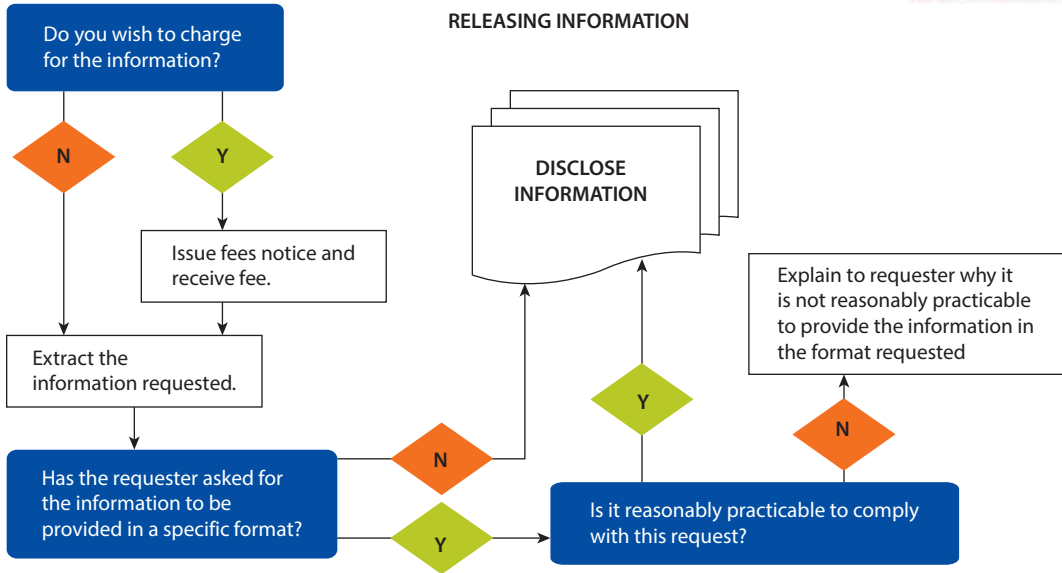 RELEASING INFORMATION
Do you wish to charge
for the information?
N
Y
Issue fees notice and
receive fee.
Extract the
information requested.
Has the requester asked for
the information to be
provided in a specific format?
N
Y
DISCLOSE
INFORMATION
Is it reasonably practicable to comply
with this request?
Y
N
Explain to requester why it
is not reasonably practicable
to provide the information in
the format requested